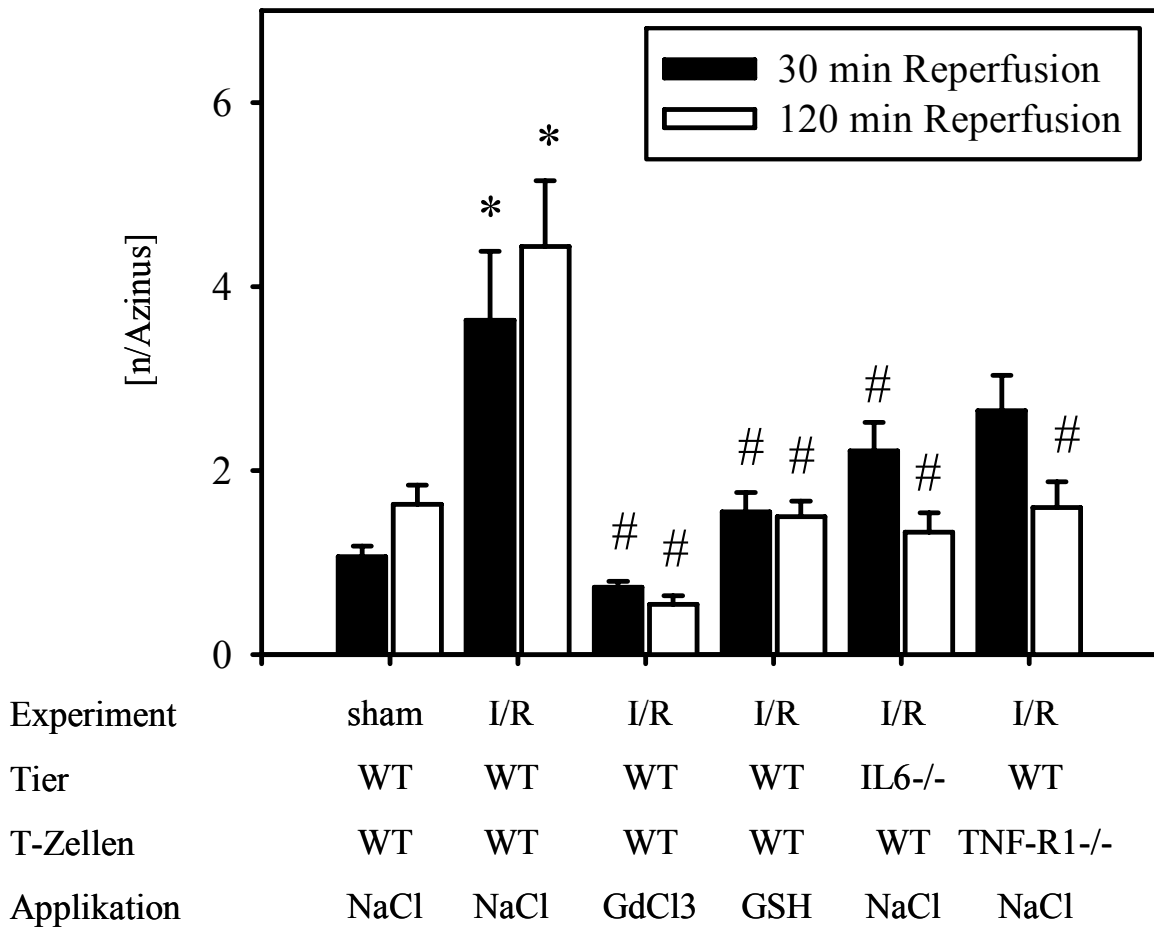 30 min Reperfusion
120 min Reperfusion
[n/Azinus]
6
4
2
0
* *
# # # # # # #
Experiment sham I/R I/R I/R I/R I/R
Tier WT WT WT WT IL6-/- WT
T-Zellen WT WT WT WT WT TNF-R1-/-
Applikation NaCl NaCl GdCl3 GSH NaCl NaCl